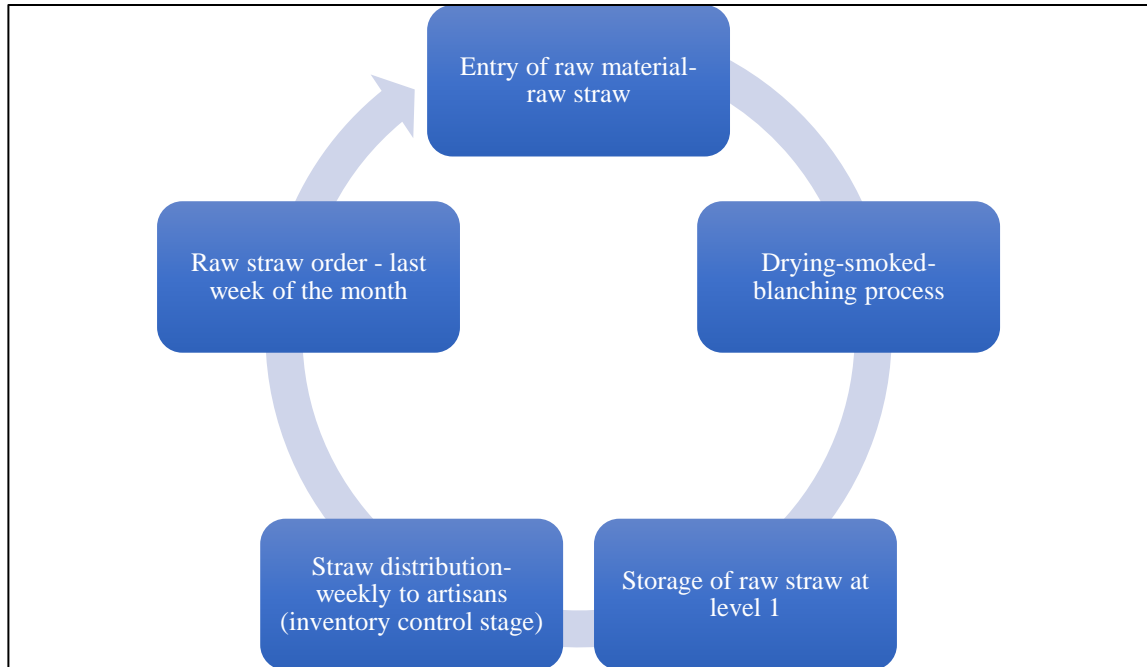 Entry of raw material-
raw straw
Drying-smoked-
blanching process
Storage of raw straw at
level 1
Straw distribution-
weekly to artisans
(inventory control stage)
Raw straw order - last
week of the month